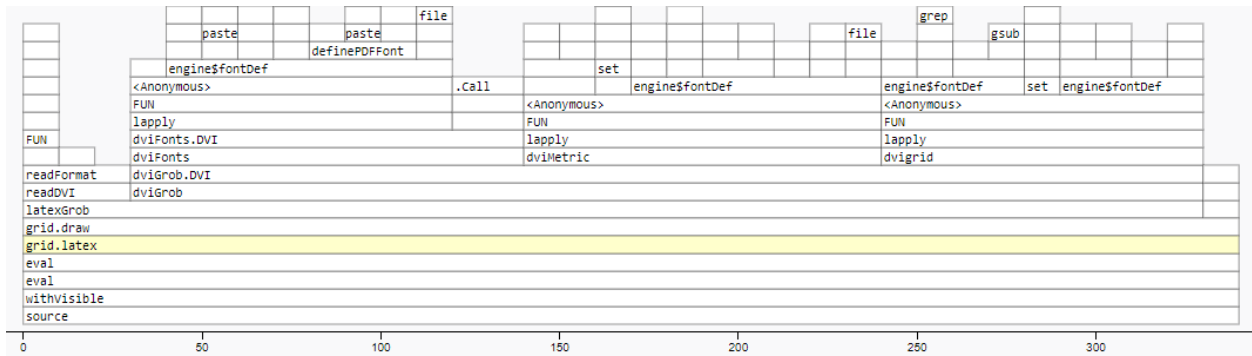 file grep
paste paste file gsub
definePDFFont
engine$fontDef set
<Anonymous> .Call engine$fontDef engine$fontDef set engine$fontDef
FUN <Anonymous> <Anonymous>
lapply FUN FUN
FUN dviFonts.DVI lapply lapply
dviFonts dviMetric dvigrid
readFormat dviGrob.DVI
readDVI dviGrob
latexGrob
grid.draw
grid.latex
eval
eval
withVisible
source
0 50 100 150 200 250 300